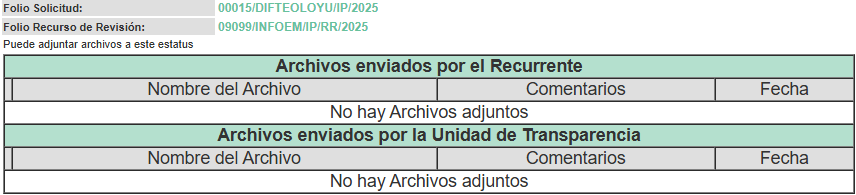 Folio Solicitud: 00015/DIFTEOLOYU/IP/2025
Folio Recurso de Revisión: 09099/INFOEM/IP/RR/2025
Puede adjuntar archivos a este estatus
Archivos enviados por el Recurrente
Nombre del Archivo Comentarios Fecha
No hay Archivos adjuntos
Archivos enviados por la Unidad de Transparencia
Nombre del Archivo Comentarios Fecha
No hay Archivos adjuntos